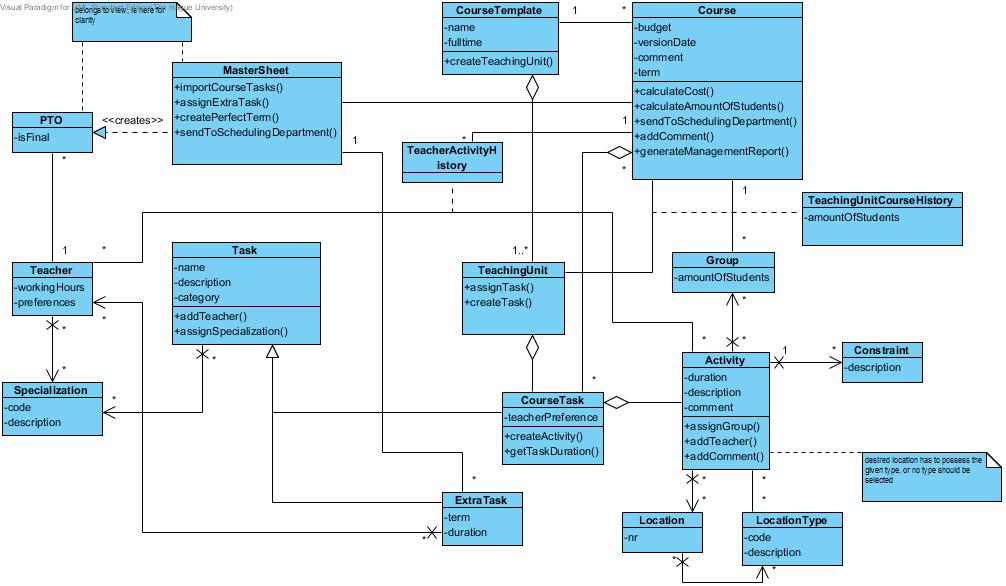 Visual Paradigm for
University)
belongs to view, is here for
clarity
CourseTemplate
-name
-fulltime
+createTeachingUnit()
1
*
Course
-budget
-versionDate
-comment
-term
+calculateCost()
+calculateAmountOfStudents()
+sendToSchedulingDepartment()
+addComment()
+generateManagementReport()
MasterSheet
+importCourseTasks()
+assignExtraTask()
+createPerfectTerm()
+sendToSchedulingDepartment()
PTO
-isFinal
<<creates>>
*
1
1
*
*
TeacherActivityH
istory
TeachingUnitCourseHistory
-amountOfStudents
1
*
1
*
Teacher
-workingHours
-preferences
*
*
*
Task
-name
-description
-category
+addTeacher()
+assignSpecialization()
*
1..*
TeachingUnit
+assignTask()
+createTask()
Group
-amountOfStudents
*
*
*
Activity
-duration
-description
-comment
+assignGroup()
+addTeacher()
+addComment()
1
*
Constraint
-description
Specialization
-code
-description
*
*
CourseTask
-teacherPreference
+createActivity()
+getTaskDuration()
desired location has to possess the
given type, or no type should be
selected
*
ExtraTask
-term
-duration
*
*
*
*
*
Location
-nr
LocationType
-code
-description
*
*